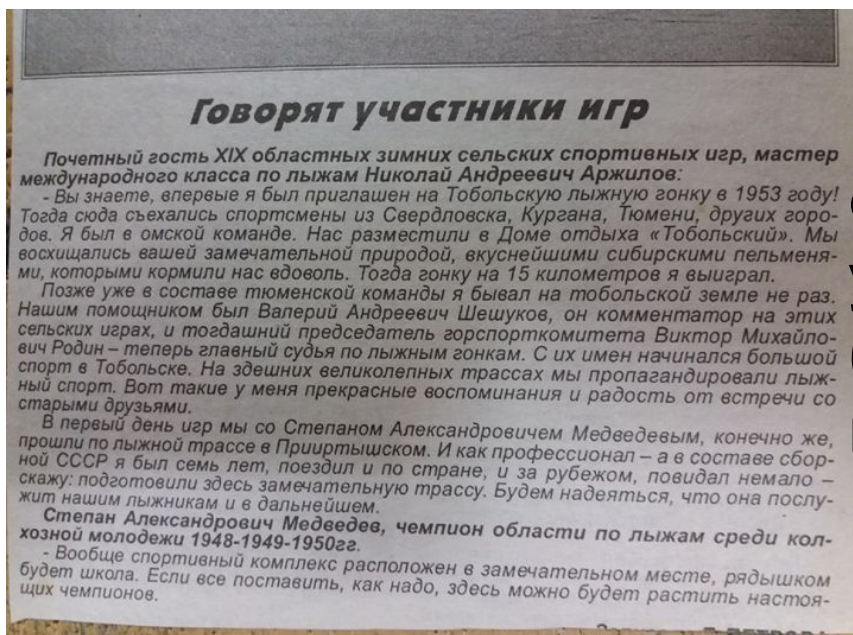 Говорят участники игр
Почетный гость XIX областных зимних сельских спортивных игр, мастер
международного класса по лыжам Николай Андреевич Аржилов:
- Вы знаете, впервые я был приглашен на Тобольскую лыжную гонку в 1953 году!
Тогда сюда съехались спортсмены из Свердловска, Кургана, Тюмени, других горо-
дов. Я был в омской команде. Нас разместили в Доме отдыха «Тобольский». Мы
восхищались вашей замечательной природой, вкуснейшими сибирскими пельменя-
ми, которыми кормили нас вдоволь. Тогда гонку на 15 километров я выиграл.
Позже уже в составе тюменской команды я бывал на тобольской земле не раз.
Нашим помощником был Валерий Андреевич Шешуков, он комментатор на этих
сельских играх, и тогдашний председатель горспорткомитета Виктор Михайло-
вич Родин – теперь главный судья по лыжным гонкам. С их имен начинался большой
спорт в Тобольске. На здешних великолепных трассах мы пропагандировали лыж-
ный спорт. Вот такие у меня прекрасные воспоминания и радость от встречи со
старыми друзьями.
В первый день игр мы со Степаном Александровичем Медведевым, конечно же,
прошли по лыжной трассе в Прииртышском. И как профессионал – а в составе сбор-
ной СССР я был семь лет, поездил и по стране, и за рубежом, повидал немало –
скажу: подготовили здесь замечательную трассу. Будем надеяться, что она послу-
жит нашим лыжникам и в дальнейшем.
Степан Александрович Медведев, чемпион области по лыжам среди кол-
хозной молодежи 1948-1949-1950гг.
- Вообще спортивный комплекс расположен в замечательном месте, рядышком
будет школа. Если все поставить, как надо, здесь можно будет растить настоя-
щих чемпионов.